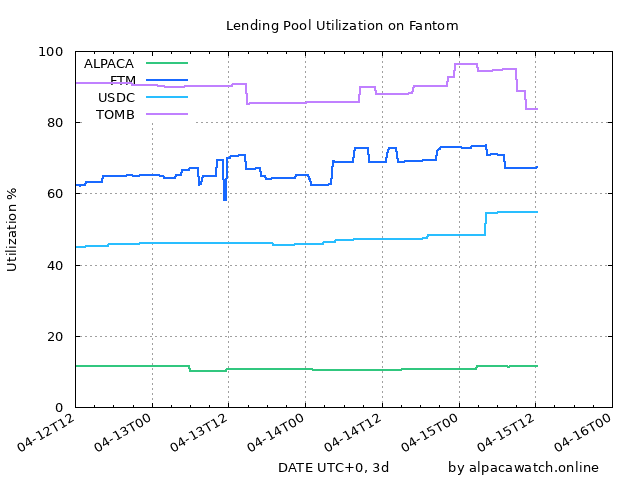 Lending Pool Utilization on Fantom
100
80
60
40
20
0
Utilization %
ALPACA
FTM
USDC
TOMB
04-12T12
04-13T00
04-13T12
04-14T00
04-14T12
04-15T00
04-15T12
04-16T00
DATE UTC+0, 3d
by alpacawatch.online